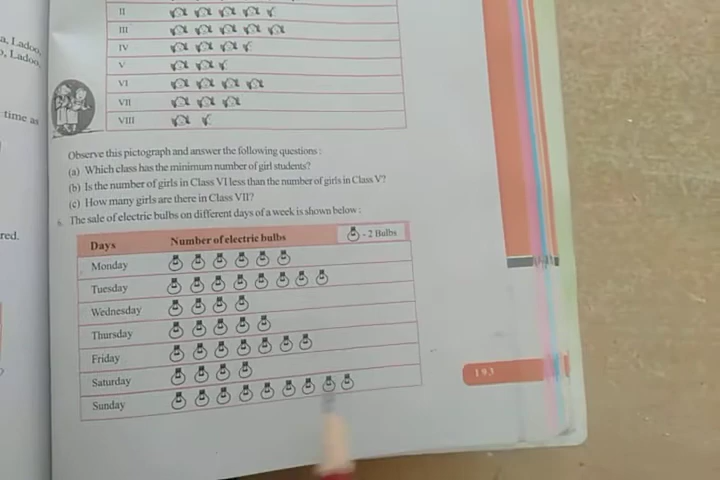 a, Ladoo,
o, Ladoo,
II
III
IV
V
VI
VII
VIII
time as
Observe this pictograph and answer the following questions :
(a) Which class has the minimum number of girl students?
(b) Is the number of girls in Class VI less than the number of girls in Class V?
(c) How many girls are there in Class VII?
The sale of electric bulbs on different days of a week is shown below :
red.
Days Number of electric bulbs - 2 Bulbs
Monday
Tuesday
Wednesday
Thursday
Friday
Saturday
Sunday
193